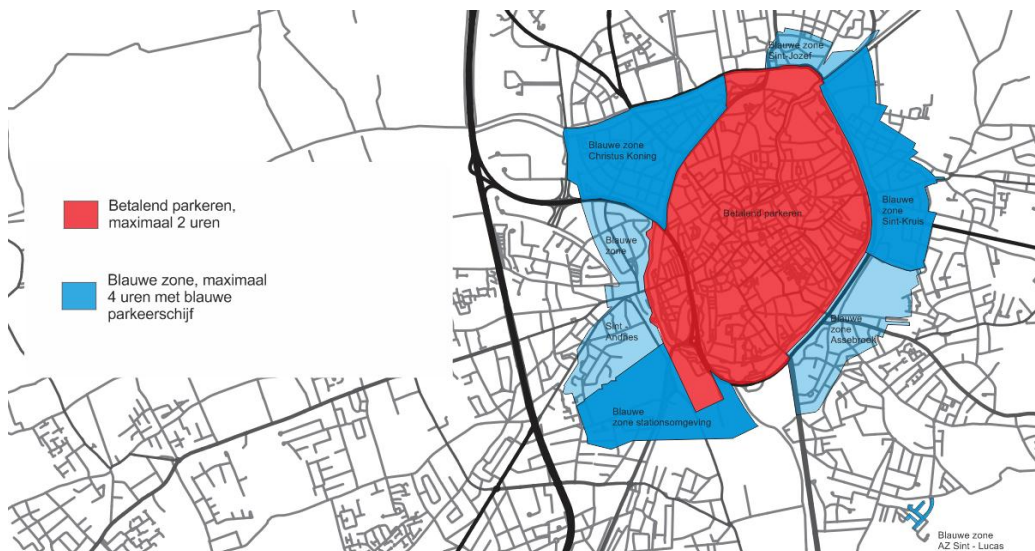 Blauwe zone
Sint-Jozef
Blauwe zone
Christus Koning
Betalend parkeren,
maximaal 2 uren
Blauwe
zone
Sint-Kruis
Betalend parkeren
Blauwe
zone
Blauwe zone, maximaal
4 uren met blauwe
parkeerschijf
Blauwe
zone
Assebroek
Sint -
Andries
Blauwe
zone stationsomgeving
Blauwe zone
AZ Sint - Lucas